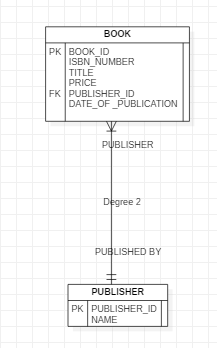 BOOK
PK BOOK_ID
ISBN_NUMBER
TITLE
PRICE
FK PUBLISHER_ID
DATE_OF _PUBLICATION
PUBLISHER
Degree 2
PUBLISHED BY
PUBLISHER
PK PUBLISHER_ID
NAME